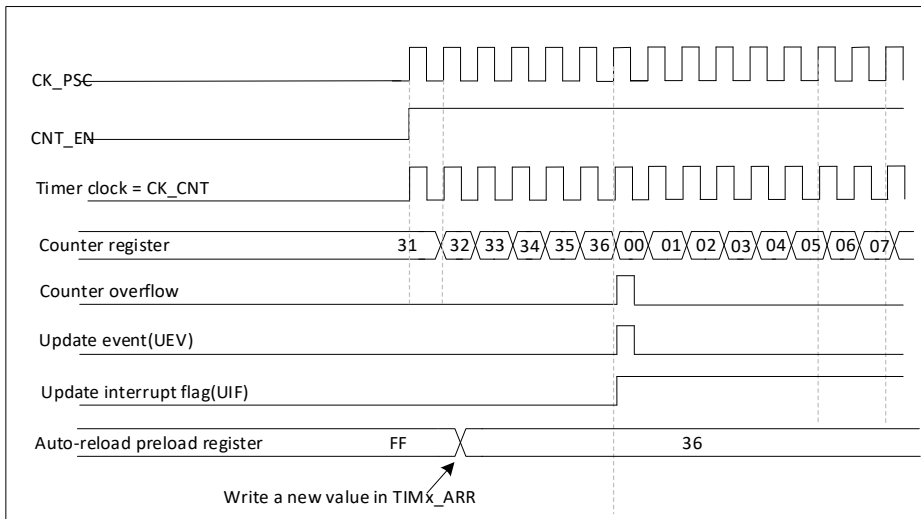 CK_PSC
CNT_EN
Timer clock = CK_CNT
Counter register 31 32 33 34 35 36 00 01 02 03 04 05 06 07
Counter overflow
Update event(UEV)
Update interrupt flag(UIF)
Auto-reload preload register FF 36
Write a new value in TIMx_ARR